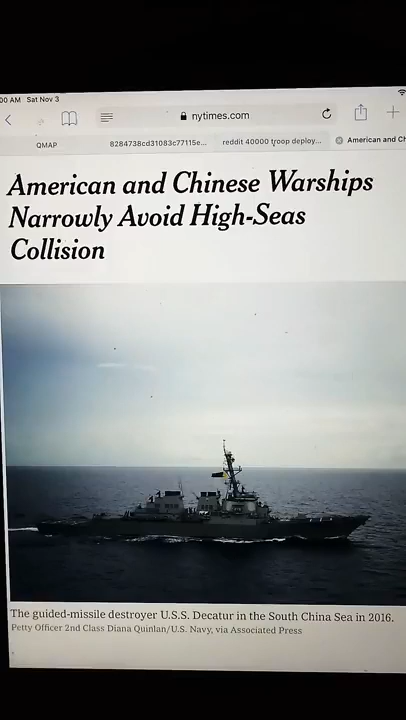 00 AM Sat Nov 3
nytimes.com
QMAP 8284738cd31083c77115e... reddit 40000 troop deploy... American and Ch
American and Chinese Warships
Narrowly Avoid High-Seas
Collision
The guided-missile destroyer U.S.S. Decatur in the South China Sea in 2016.
Petty Officer 2nd Class Diana Quinlan/U.S. Navy, via Associated Press